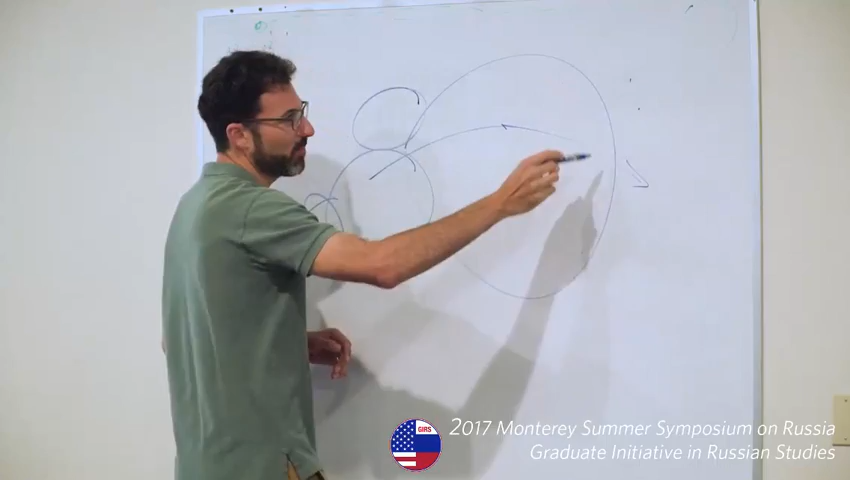 GIRS
2017 Monterey Summer Symposium on Russia
Graduate Initiative in Russian Studies